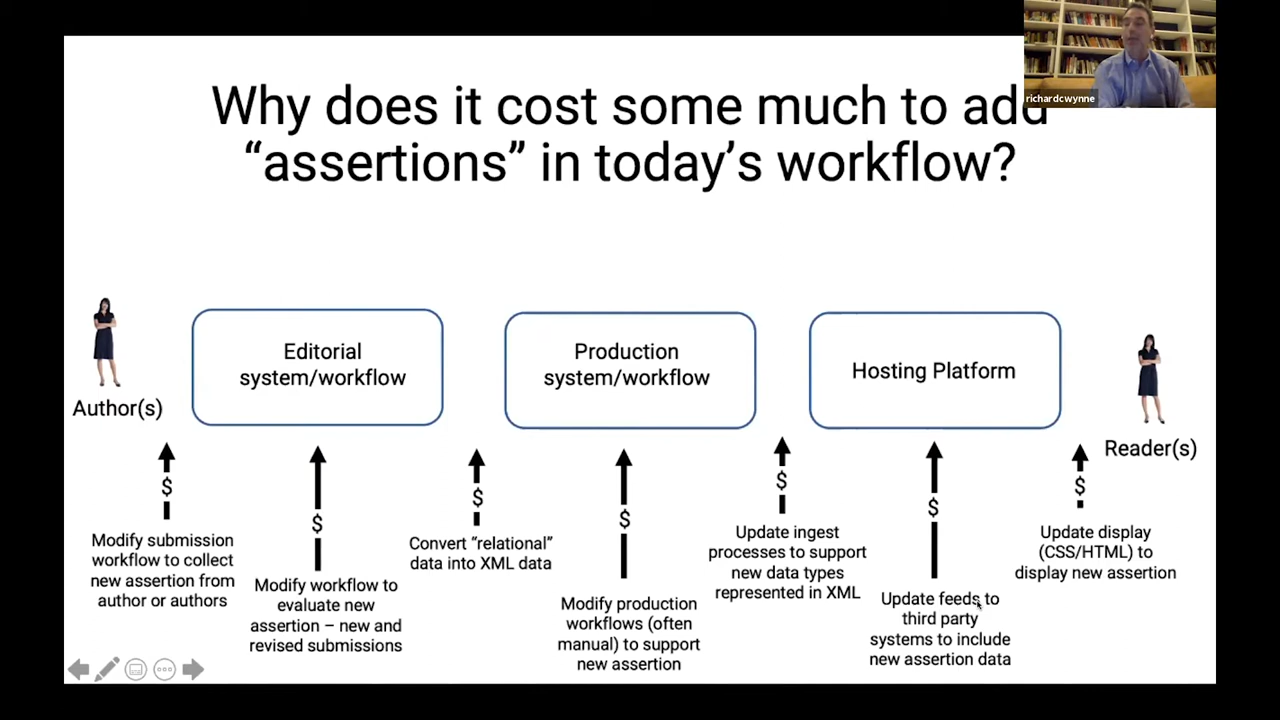 richardcwynne
Why does it cost some much to add
“assertions” in today’s workflow?
Author(s)
Editorial
system/workflow
Production
system/workflow
Hosting Platform
Reader(s)
$
Modify submission
workflow to collect
new assertion from
author or authors
$
Modify workflow to
evaluate new
assertion – new and
revised submissions
$
Convert “relational”
data into XML data
$
Modify production
workflows (often
manual) to support
new assertion
$
Update ingest
processes to support
new data types
represented in XML
$
Update feeds to
third party
systems to include
new assertion data
$
Update display
(CSS/HTML) to
display new assertion